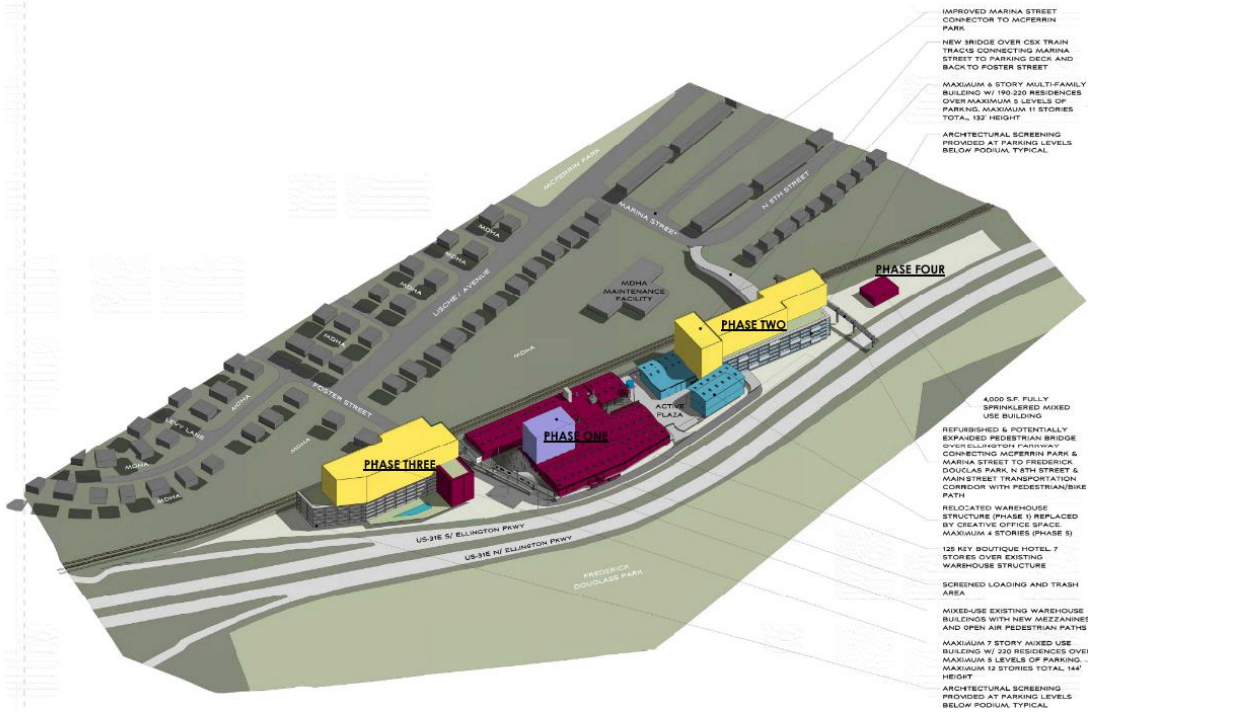 IMPROVED MARINA STREET
CONNECTOR TO MCFERRIN
PARK
NEW BRIDGE OVER CSX TRAIN
TRACKS CONNECTING MARINA
STREET TO PARKING DECK AND
BACK TO FOSTER STREET
MAXIMUM 6 STORY MULTI-FAMILY
BUILDING W/ 190-220 RESIDENCES
OVER MAXIMUM 5 LEVELS OF
PARKING. MAXIMUM 11 STORIES
TOTAL, 132' HEIGHT
ARCHITECTURAL SCREENING
PROVIDED AT PARKING LEVELS
BELOW PODIUM, TYPICAL
MCFERRIN PARK
MARINA STREET
N 5TH STREET
MDHA
MDHA
MDHA
LISCHEY AVENUE
MDHA
MAINTENANCE
FACILITY
PHASE FOUR
MDHA
PHASE TWO
MDHA
MDHA
FOSTER STREET
MDHA
LEVY LANE
MDHA
MDHA
MDHA
ACTIVE
PLAZA
PHASE ONE
PHASE THREE
US-31E S/ ELLINGTON PKWY
US-31E N/ ELLINGTON PKWY
FREDERICK
DOUGLASS PARK
4,000 S.F. FULLY
SPRINKLERED MIXED
USE BUILDING
REFURBISHED & POTENTIALLY
EXPANDED PEDESTRIAN BRIDGE
OVER ELLINGTON PARKWAY
CONNECTING MCFERRIN PARK &
MARINA STREET TO FREDERICK
DOUGLAS PARK, N 8TH STREET &
MAIN STREET TRANSPORTATION
CORRIDOR WITH PEDESTRIAN/BIKE
PATH
RELOCATED WAREHOUSE
STRUCTURE (PHASE 1) REPLACED
BY CREATIVE OFFICE SPACE.
MAXIMUM 4 STORIES (PHASE 5)
125 KEY BOUTIQUE HOTEL. 7
STORES OVER EXISTING
WAREHOUSE STRUCTURE
SCREENED LOADING AND TRASH
AREA
MIXED-USE EXISTING WAREHOUSE
BUILDINGS WITH NEW MEZZANINES
AND OPEN AIR PEDESTRIAN PATHS
MAXIMUM 7 STORY MIXED USE
BUILDING W/ 220 RESIDENCES OVER
MAXIMUM 5 LEVELS OF PARKING.
MAXIMUM 12 STORIES TOTAL, 144'
HEIGHT
ARCHITECTURAL SCREENING
PROVIDED AT PARKING LEVELS
BELOW PODIUM, TYPICAL